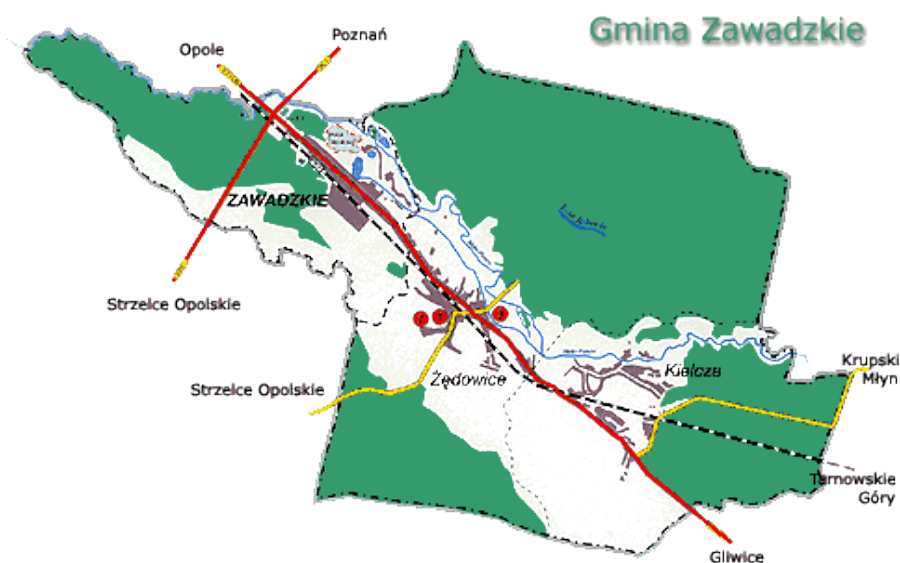 Gmina Zawadzkie
Poznań
Opole
ZAWADZKIE
Strzelce Opolskie
Strzelce Opolskie
Żędowice
Kielcza
Krupski
Młyn
Tarnowskie
Góry
Gliwice